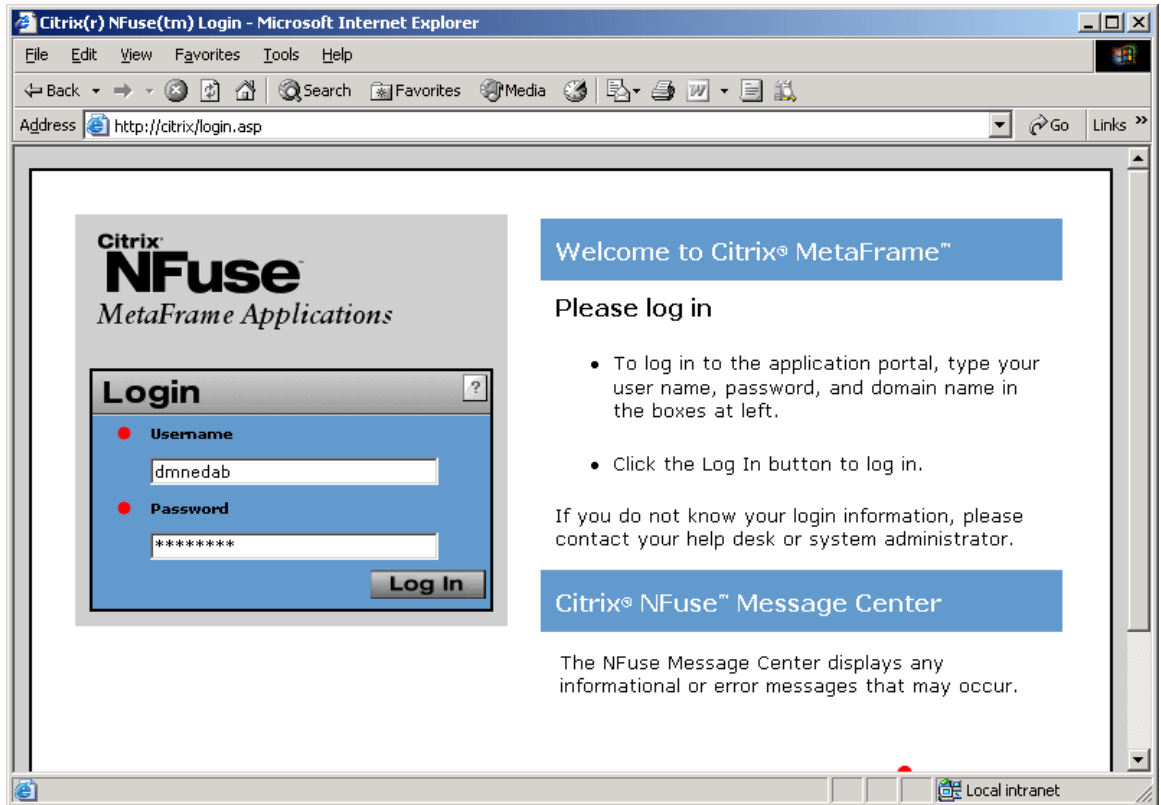 Citrix(r) NFuse(tm) Login - Microsoft Internet Explorer
File Edit View Favorites Tools Help
Back Search Favorites Media
Address http://citrix/login.asp Go Links »
Citrix®
NFuse™
MetaFrame Applications
Login ?
Username
dmnedab
Password
********
Log In
Welcome to Citrix® MetaFrame™
Please log in
• To log in to the application portal, type your
user name, password, and domain name in
the boxes at left.
• Click the Log In button to log in.
If you do not know your login information, please
contact your help desk or system administrator.
Citrix® NFuse™ Message Center
The NFuse Message Center displays any
informational or error messages that may occur.
Local intranet